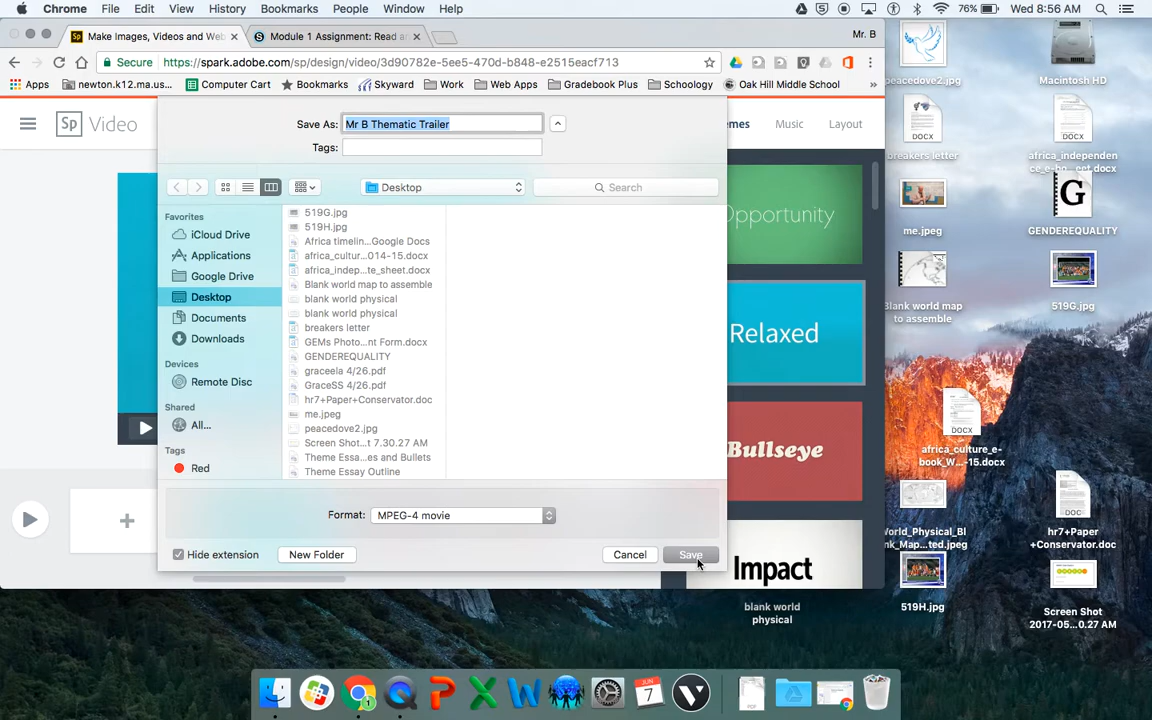 Chrome File Edit View History Bookmarks People Window Help 76% Wed 8:56 AM
Make Images, Videos and Web
Module 1 Assignment: Read a
Mr. B
Secure https://spark.adobe.com/sp/design/video/3d90782e-5ee5-470d-b848-e2515eacf713
Apps newton.k12.ma.us... Computer Cart Bookmarks Skyward Work Web Apps Gradebook Plus Schoology Oak Hill Middle School »
Sp Video
emes Music Layout
Save As: Mr B Thematic Trailer
Tags:
Desktop
Search
Favorites
iCloud Drive
Applications
Google Drive
Desktop
Documents
Downloads
Devices
Remote Disc
Shared
All...
Tags
Red
519G.jpg
519H.jpg
Africa timelin...Google Docs
africa_cultur...014-15.docx
africa_indep...te_sheet.docx
Blank world map to assemble
blank world physical
blank world physical
breakers letter
GEMs Photo...nt Form.docx
GENDEREQUALITY
graceela 4/26.pdf
GraceSS 4/26.pdf
hr7+Paper+Conservator.doc
me.jpeg
peacedove2.jpg
Screen Shot...t 7.30.27 AM
Theme Essa...es and Bullets
Theme Essay Outline
Format: MPEG-4 movie
Hide extension
New Folder
Cancel
Save
Opportunity
Relaxed
Bullseye
Impact
peacedove2.jpg
Macintosh HD
DOCX
breakers letter
DOCX
africa_independen
ce_e-bo...et.docx
me.jpeg
G
GENDEREQUALITY
Blank world map
to assemble
519G.jpg
DOCX
africa_culture_e-
book_W...-15.docx
World_Physical_Bl
nk_Map...ted.jpeg
DOCX
hr7+Paper
+Conservator.doc
519H.jpg
Screen Shot
2017-05...0.27 AM
blank world
physical
JUN
7
PDF